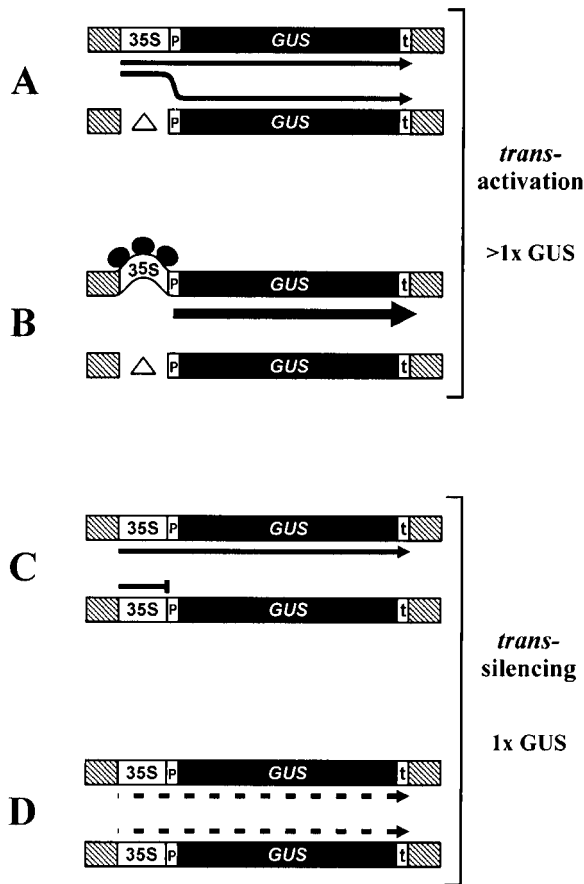 35S P GUS t
A
△ P GUS t
trans-
activation
>1x GUS
35S P GUS t
B
△ P GUS t
35S P GUS t
C
35S P GUS t
trans-
silencing
1x GUS
35S P GUS t
D
35S P GUS t